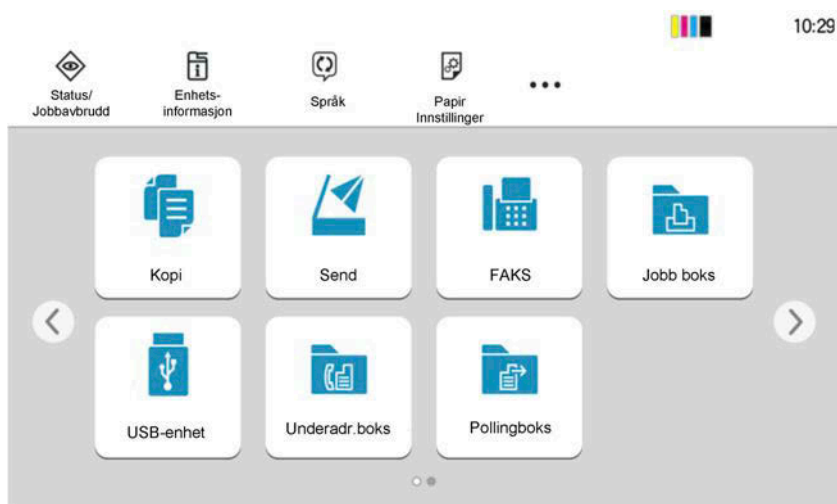 10:29
Status/
Jobbavbrudd
Enhets-
informasjon
Språk
Papir
Innstillinger
Kopi
Send
FAKS
Jobb boks
USB-enhet
Underadr.boks
Pollingboks